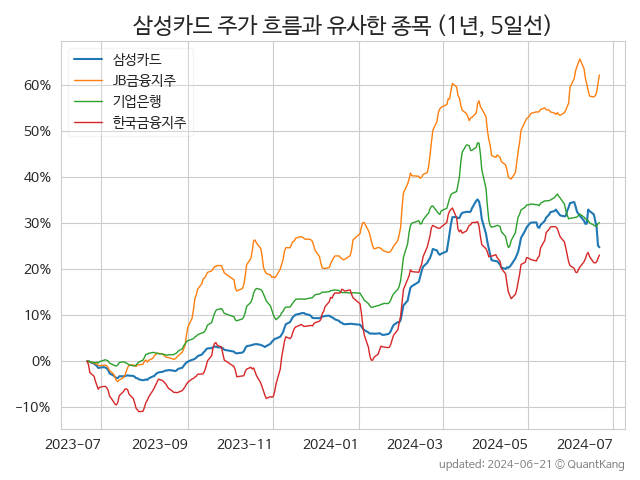 삼성카드 주가 흐름과 유사한 종목 (1년, 5일선)
삼성카드
JB금융지주
기업은행
한국금융지주
60%
50%
40%
30%
20%
10%
0%
−10%
2023-07
2023-09
2023-11
2024-01
2024-03
2024-05
2024-07
updated: 2024-06-21 © QuantKang